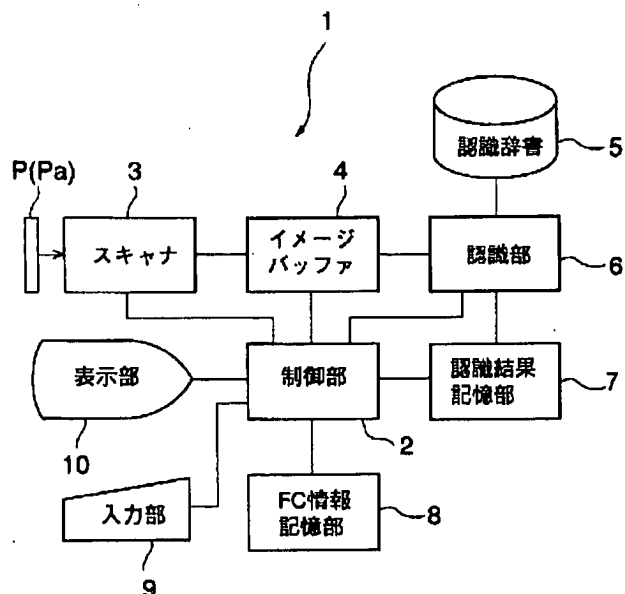 1
認識辞書
5
P(Pa)
3
4
スキャナ
イメージ
バッファ
認識部
6
表示部
制御部
認識結果
記憶部
7
10
2
入力部
FC情報
記憶部
8
9